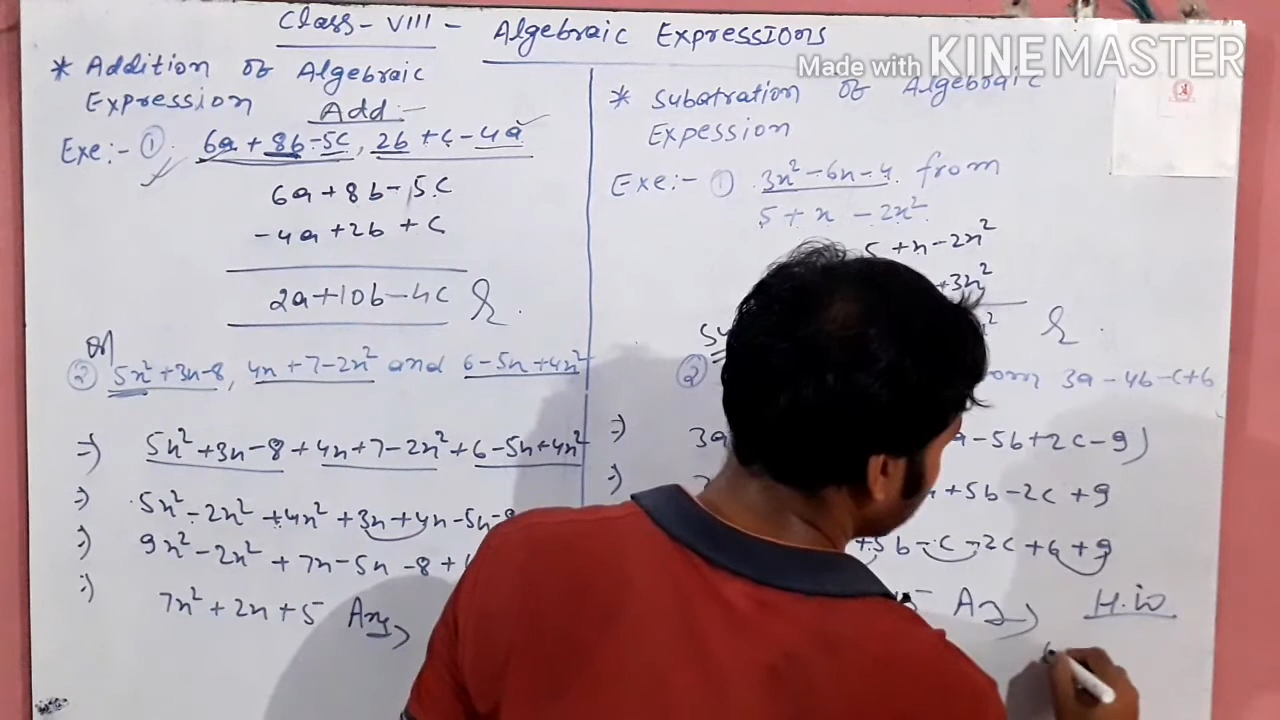 Class-VIII- Algebraic Expressions
Made with KINEMASTER
* Addition of Algebraic
Expression Add:-
Exe:- ① 6a+8b-5c, 2b+c-4a
6a+8b-5c
-4a+2b+c
2a+10b-4c
② 5x²+3x-8, 4x+7-2x² and 6-5x+4x²
=) 5x²+3x-8+4x+7-2x²+6-5x+4x²
=) 5x²-2x²+4x²+3x+4x-5x-8
=) 9x²-2x²+7x-5x-8+
=) 7x²+2x+5 Ans
* Subtration of Algebraic
Expession
Exe:- ① 3x²-6x-4 from
5+x-2x²
5+x-2x²
+3x²
② 3a-4b-c+6
=) 3a -5b+2c-9)
=) +5b-2c+9
+5b-c-2c+6+9
H.W